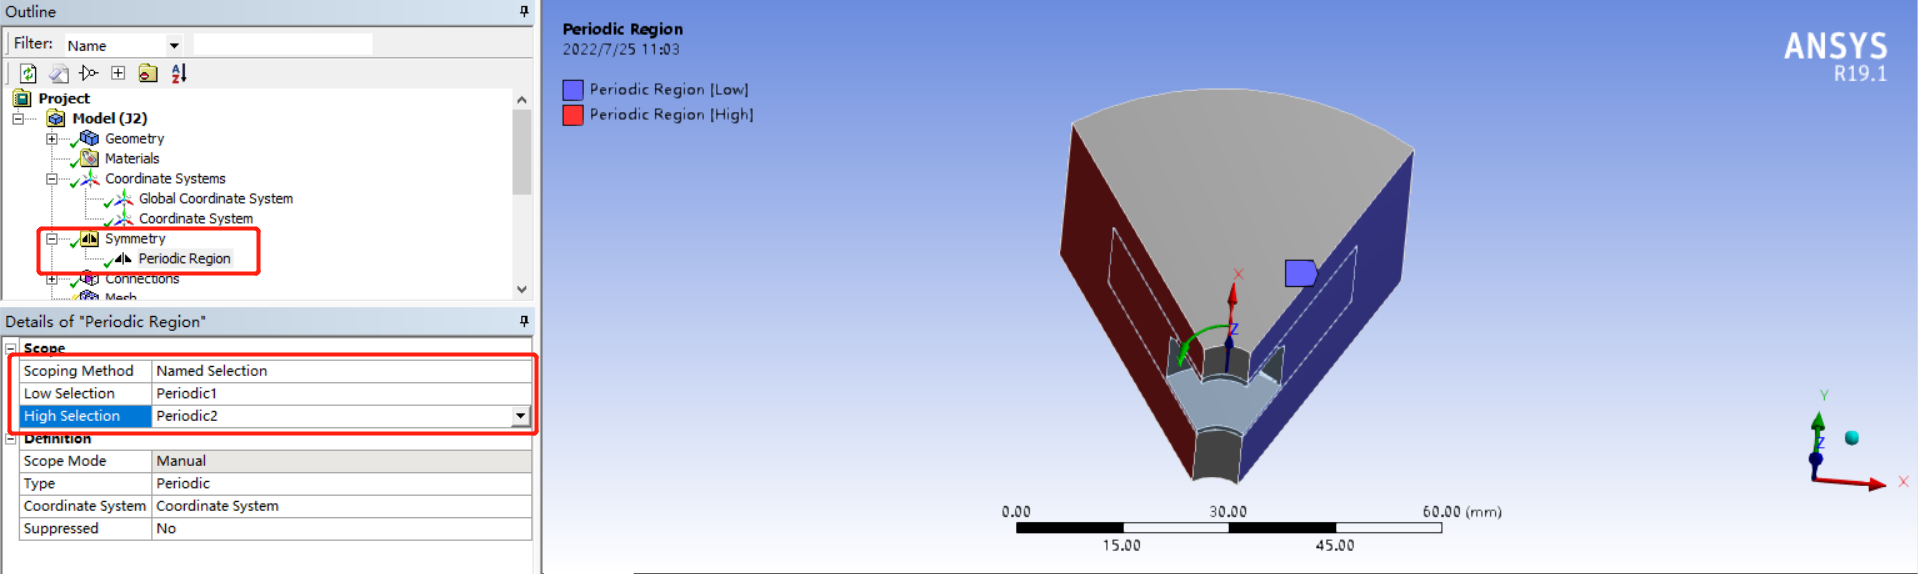 Outline
Filter: Name
Project
Model (J2)
Geometry
Materials
Coordinate Systems
Global Coordinate System
Coordinate System
Symmetry
Periodic Region
Connections
Mesh
Details of "Periodic Region"
Scope
Scoping Method Named Selection
Low Selection Periodic1
High Selection Periodic2
Definition
Scope Mode Manual
Type Periodic
Coordinate System Coordinate System
Suppressed No
Periodic Region
2022/7/25 11:03
Periodic Region [Low]
Periodic Region [High]
ANSYS
R19.1
X
Z
Y
Z
X
0.00 30.00 60.00 (mm)
15.00 45.00